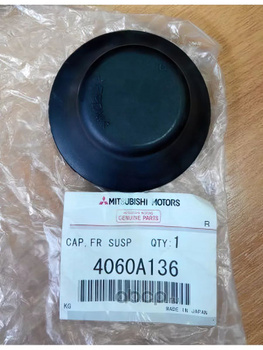 MITSUBISHI MOTORS
GENUINE PARTS
R
CAP, FR SUSP QTY: 1
4060A136
KG MADE IN JAPAN